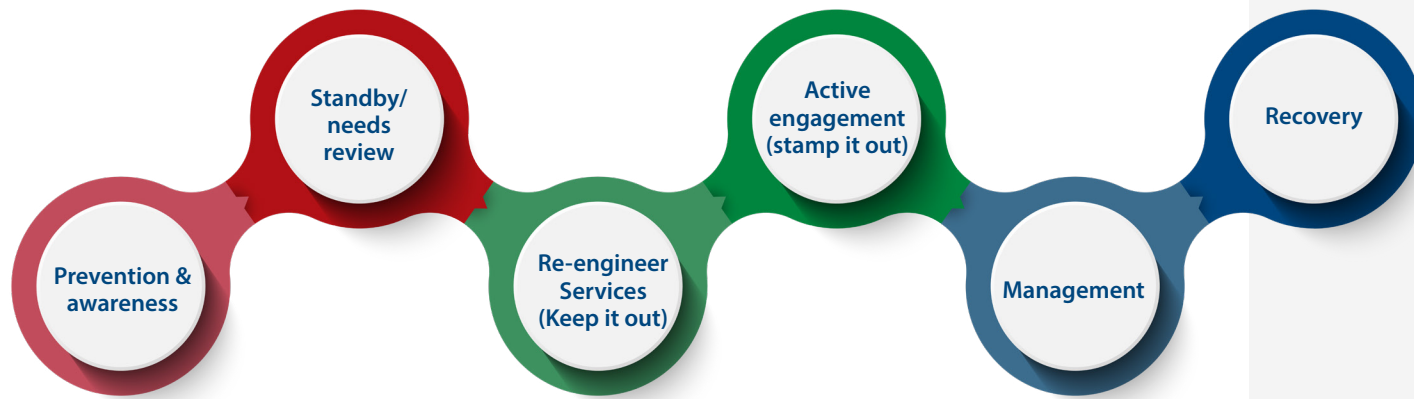 Prevention &
awareness
Standby/
needs
review
Re-engineer
Services
(Keep it out)
Active
engagement
(stamp it out)
Management
Recovery